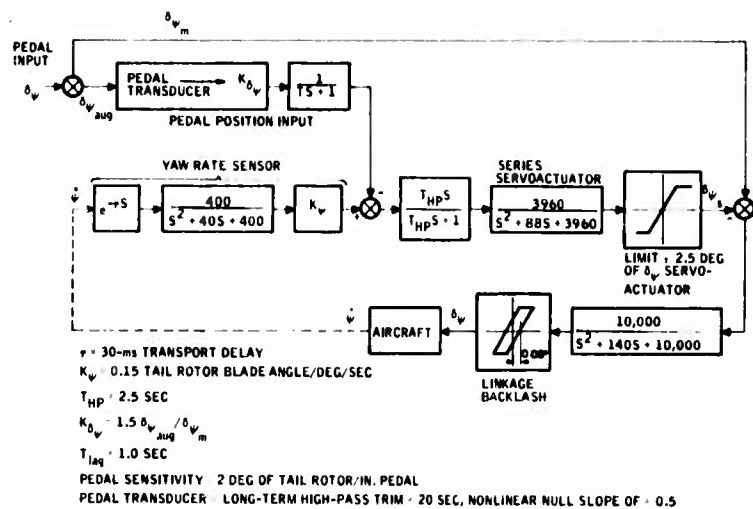 δψm
PEDAL
INPUT
δψ
δψaug
PEDAL
TRANSDUCER
Kδψ
1
TS + 1
PEDAL POSITION INPUT
YAW RATE SENSOR
ψ̇
e-τS
400
S2 + 40S + 400
Kψ
-
+
THP S
THP S + 1
SERIES
SERVOACTUATOR
3960
S2 + 88S + 3960
δψs
LIMIT ± 2.5 DEG
OF δψ SERVO-
ACTUATOR
ψ̇
AIRCRAFT
δψ
LINKAGE
BACKLASH
10,000
S2 + 140S + 10,000
τ = 30-ms TRANSPORT DELAY
Kψ = 0.15 TAIL ROTOR BLADE ANGLE/DEG/SEC
THP = 2.5 SEC
Kδψ = 1.5 δψaug/δψm
Tlag = 1.0 SEC
PEDAL SENSITIVITY 2 DEG OF TAIL ROTOR/IN. PEDAL
PEDAL TRANSDUCER LONG-TERM HIGH-PASS TRIM = 20 SEC, NONLINEAR NULL SLOPE OF 0.5